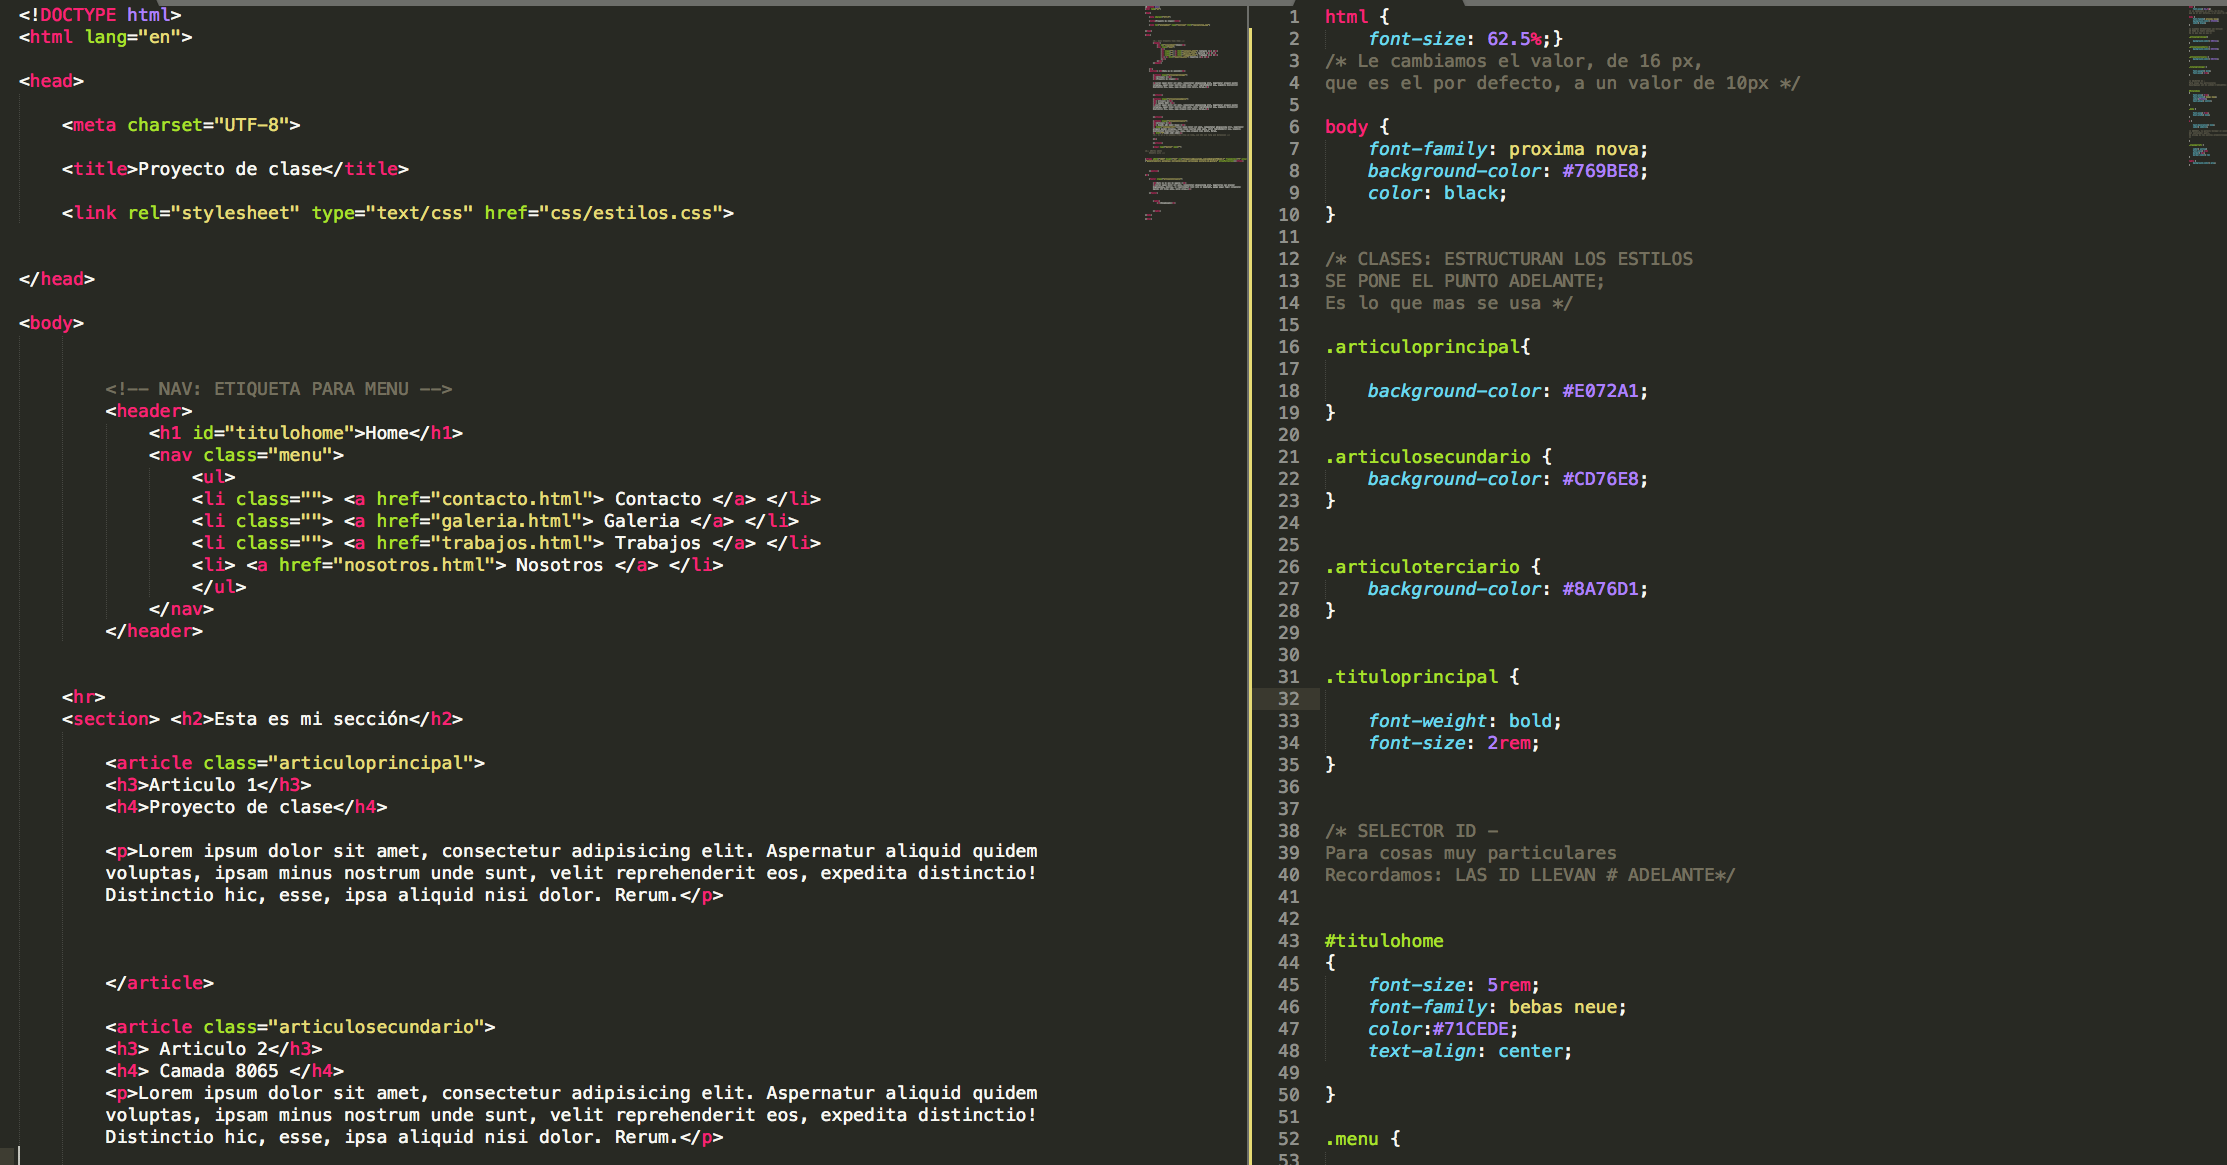 <!DOCTYPE html>
<html lang="en">
<head>
<meta charset="UTF-8">
<title>Proyecto de clase</title>
<link rel="stylesheet" type="text/css" href="css/estilos.css">
</head>
<body>
<!-- NAV: ETIQUETA PARA MENU -->
<header>
<h1 id="titulohome">Home</h1>
<nav class="menu">
<ul>
<li class=""> <a href="contacto.html"> Contacto </a> </li>
<li class=""> <a href="galeria.html"> Galeria </a> </li>
<li class=""> <a href="trabajos.html"> Trabajos </a> </li>
<li> <a href="nosotros.html"> Nosotros </a> </li>
</ul>
</nav>
</header>
<hr>
<section> <h2>Esta es mi sección</h2>
<article class="articuloprincipal">
<h3>Articulo 1</h3>
<h4>Proyecto de clase</h4>
<p>Lorem ipsum dolor sit amet, consectetur adipisicing elit. Aspernatur aliquid quidem
voluptas, ipsam minus nostrum unde sunt, velit reprehenderit eos, expedita distinctio!
Distinctio hic, esse, ipsa aliquid nisi dolor. Rerum.</p>
</article>
<article class="articulosecundario">
<h3> Articulo 2</h3>
<h4> Camada 8065 </h4>
<p>Lorem ipsum dolor sit amet, consectetur adipisicing elit. Aspernatur aliquid quidem
voluptas, ipsam minus nostrum unde sunt, velit reprehenderit eos, expedita distinctio!
Distinctio hic, esse, ipsa aliquid nisi dolor. Rerum.</p>
1 html {
2 font-size: 62.5%;}
3 /* Le cambiamos el valor, de 16 px,
4 que es el por defecto, a un valor de 10px */
5
6 body {
7 font-family: proxima nova;
8 background-color: #769BE8;
9 color: black;
10 }
11
12 /* CLASES: ESTRUCTURAN LOS ESTILOS
13 SE PONE EL PUNTO ADELANTE;
14 Es lo que mas se usa */
15
16 .articuloprincipal{
17
18 background-color: #E072A1;
19 }
20
21 .articulosecundario {
22 background-color: #CD76E8;
23 }
24
25
26 .articuloterciario {
27 background-color: #8A76D1;
28 }
29
30
31 .tituloprincipal {
32
33 font-weight: bold;
34 font-size: 2rem;
35 }
36
37
38 /* SELECTOR ID -
39 Para cosas muy particulares
40 Recordamos: LAS ID LLEVAN # ADELANTE*/
41
42
43 #titulohome
44 {
45 font-size: 5rem;
46 font-family: bebas neue;
47 color:#71CEDE;
48 text-align: center;
49
50 }
51
52 .menu {
53